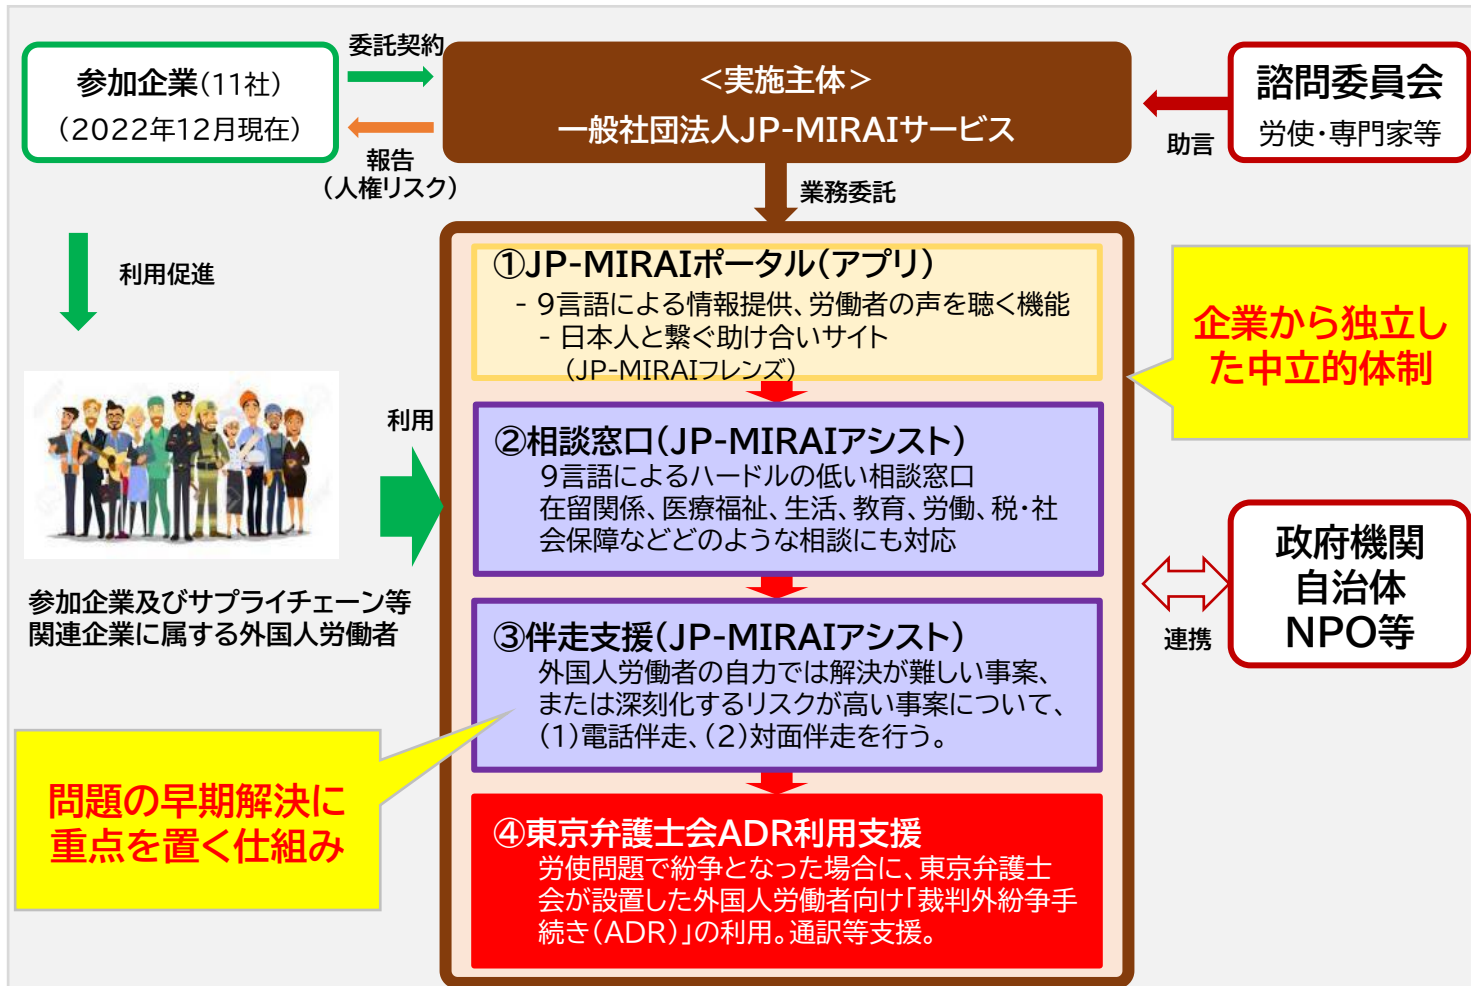 委託契約
参加企業(11社)
(2022年12月現在)
報告
(人権リスク)
<実施主体>
一般社団法人JP-MIRAIサービス
諮問委員会
労使・専門家等
助言
業務委託
利用促進
①JP-MIRAIポータル(アプリ)
- 9言語による情報提供、労働者の声を聴く機能
- 日本人と繋ぐ助け合いサイト
(JP-MIRAIフレンズ)
企業から独立し
た中立的体制
利用
②相談窓口(JP-MIRAIアシスト)
9言語によるハードルの低い相談窓口
在留関係、医療福祉、生活、教育、労働、税・社
会保障などどのような相談にも対応
参加企業及びサプライチェーン等
関連企業に属する外国人労働者
政府機関
自治体
NPO等
連携
③伴走支援(JP-MIRAIアシスト)
外国人労働者の自力では解決が難しい事案、
または深刻化するリスクが高い事案について、
(1)電話伴走、(2)対面伴走を行う。
問題の早期解決に
重点を置く仕組み
④東京弁護士会ADR利用支援
労使問題で紛争となった場合に、東京弁護士
会が設置した外国人労働者向け「裁判外紛争手
続き(ADR)」の利用。通訳等支援。